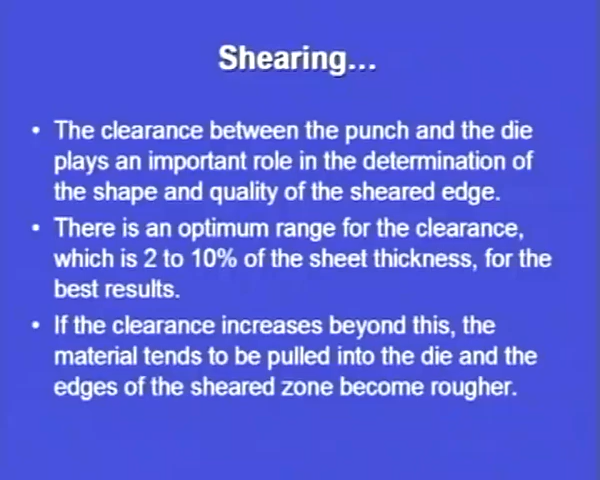 Shearing...
• The clearance between the punch and the die
plays an important role in the determination of
the shape and quality of the sheared edge.
• There is an optimum range for the clearance,
which is 2 to 10% of the sheet thickness, for the
best results.
• If the clearance increases beyond this, the
material tends to be pulled into the die and the
edges of the sheared zone become rougher.